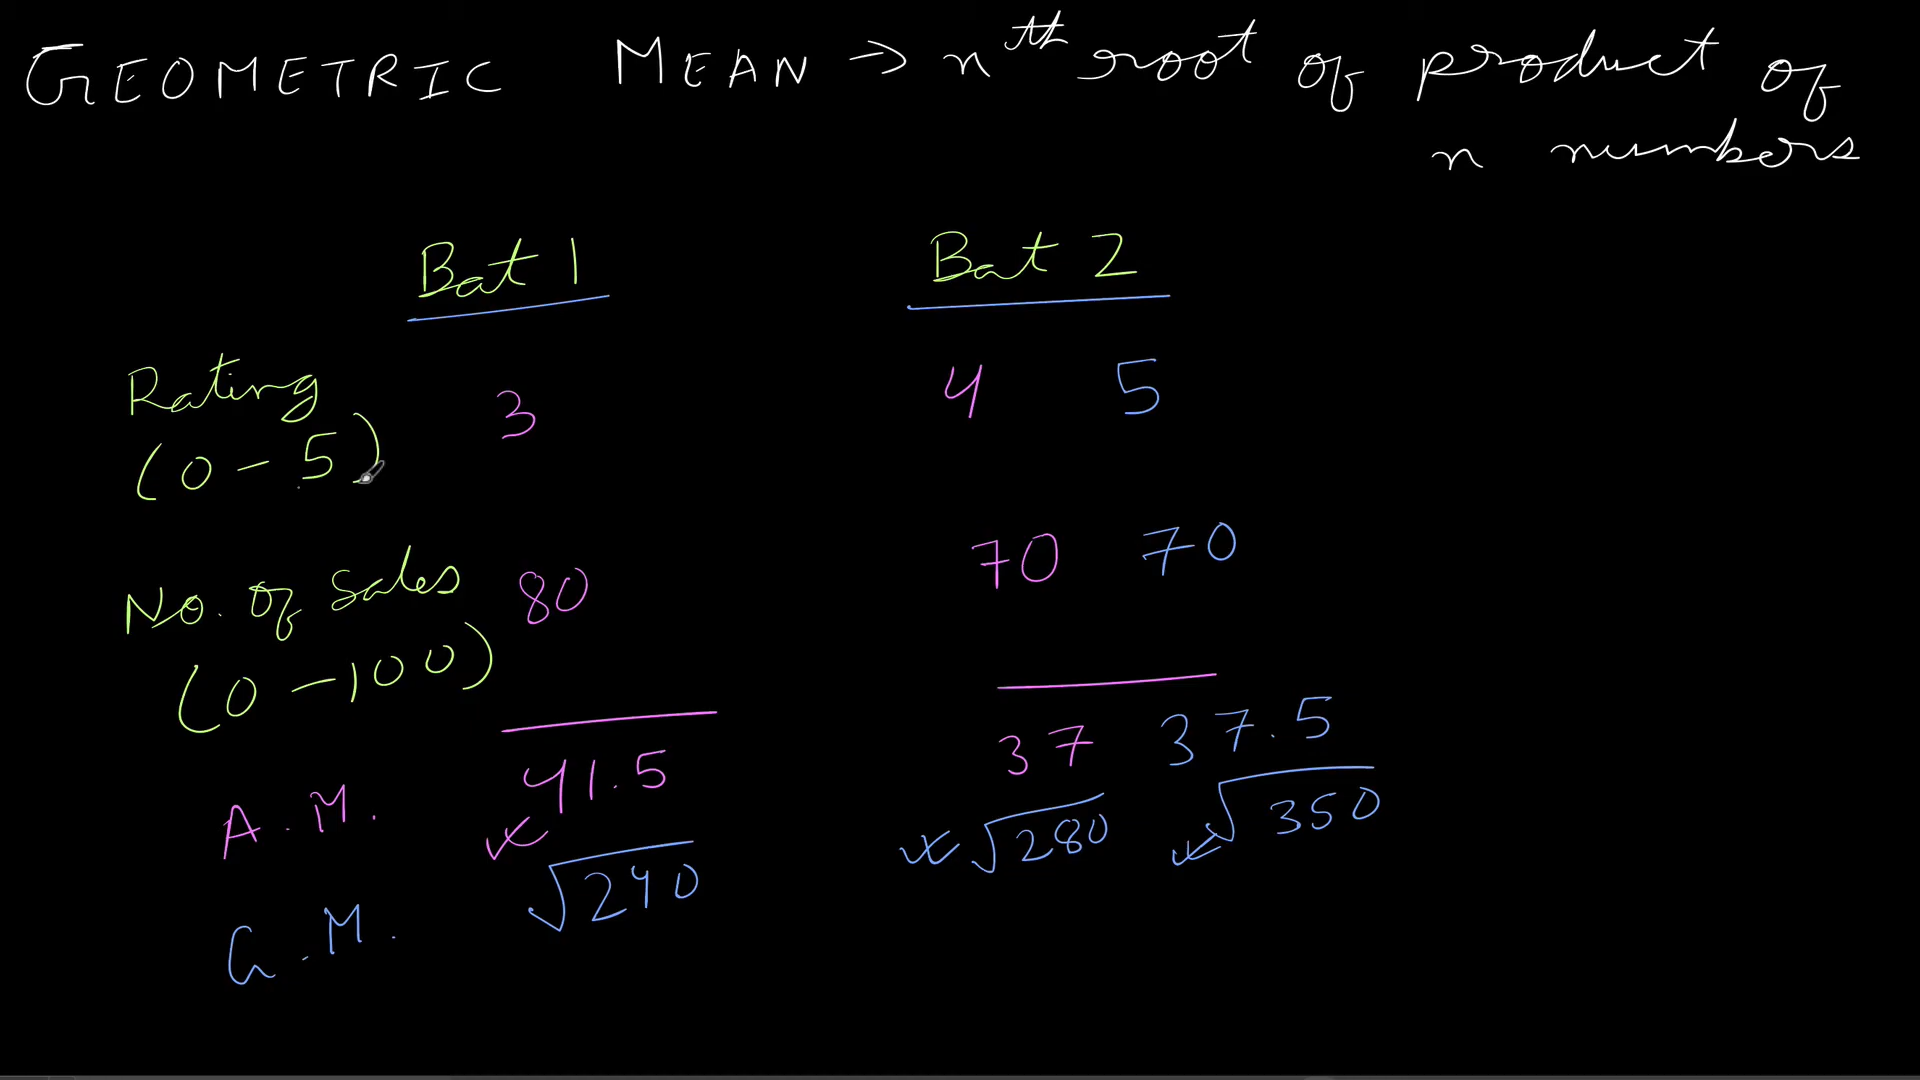 GEOMETRIC MEAN → nth root of product of
n numbers
Bat 1 Bat 2
Rating 3 4 5
(0 - 5)
No. of sales 80 70 70
(0 - 100)
A.M. 41.5 37 37.5
G.M. √240 √280 √350